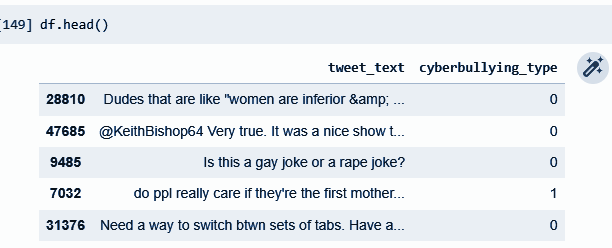 [149] df.head()
tweet_text cyberbullying_type
28810 Dudes that are like "women are inferior &amp; ... 0
47685 @KeithBishop64 Very true. It was a nice show t... 0
9485 Is this a gay joke or a rape joke? 0
7032 do ppl really care if they're the first mother... 1
31376 Need a way to switch btwn sets of tabs. Have a... 0